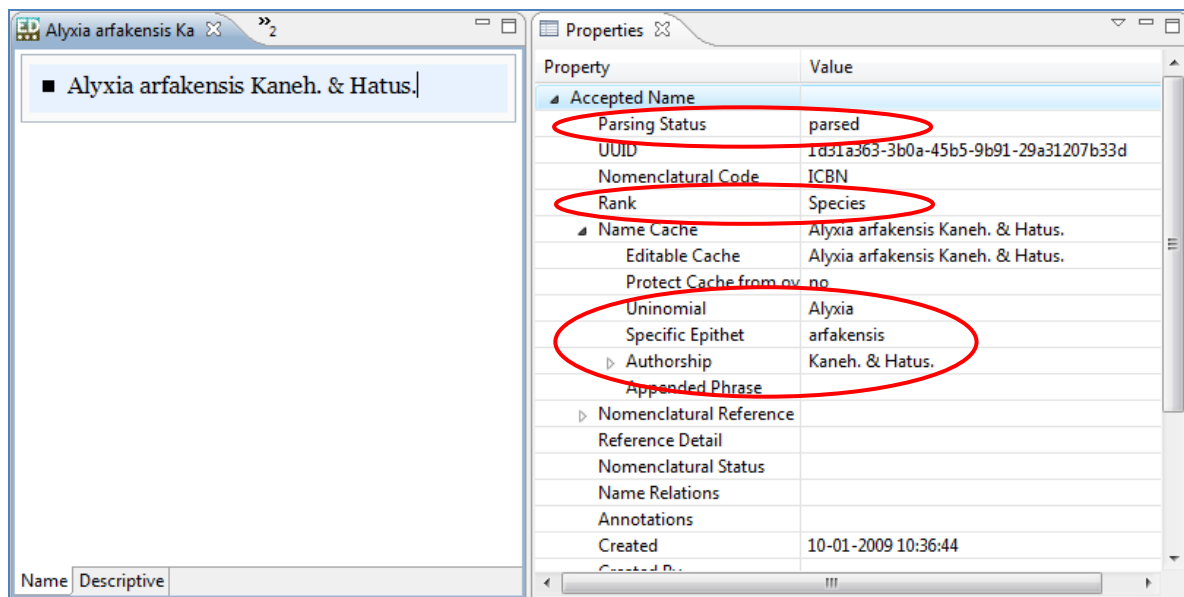 ED Alyxia arfakensis Ka »2
Alyxia arfakensis Kaneh. & Hatus.
Name Descriptive
Properties
Property Value
Accepted Name
Parsing Status parsed
UUID 1d31a363-3b0a-45b5-9b91-29a31207b33d
Nomenclatural Code ICBN
Rank Species
Name Cache Alyxia arfakensis Kaneh. & Hatus.
Editable Cache Alyxia arfakensis Kaneh. & Hatus.
Protect Cache from ov no
Uninomial Alyxia
Specific Epithet arfakensis
Authorship Kaneh. & Hatus.
Appended Phrase
Nomenclatural Reference
Reference Detail
Nomenclatural Status
Name Relations
Annotations
Created 10-01-2009 10:36:44
Created By